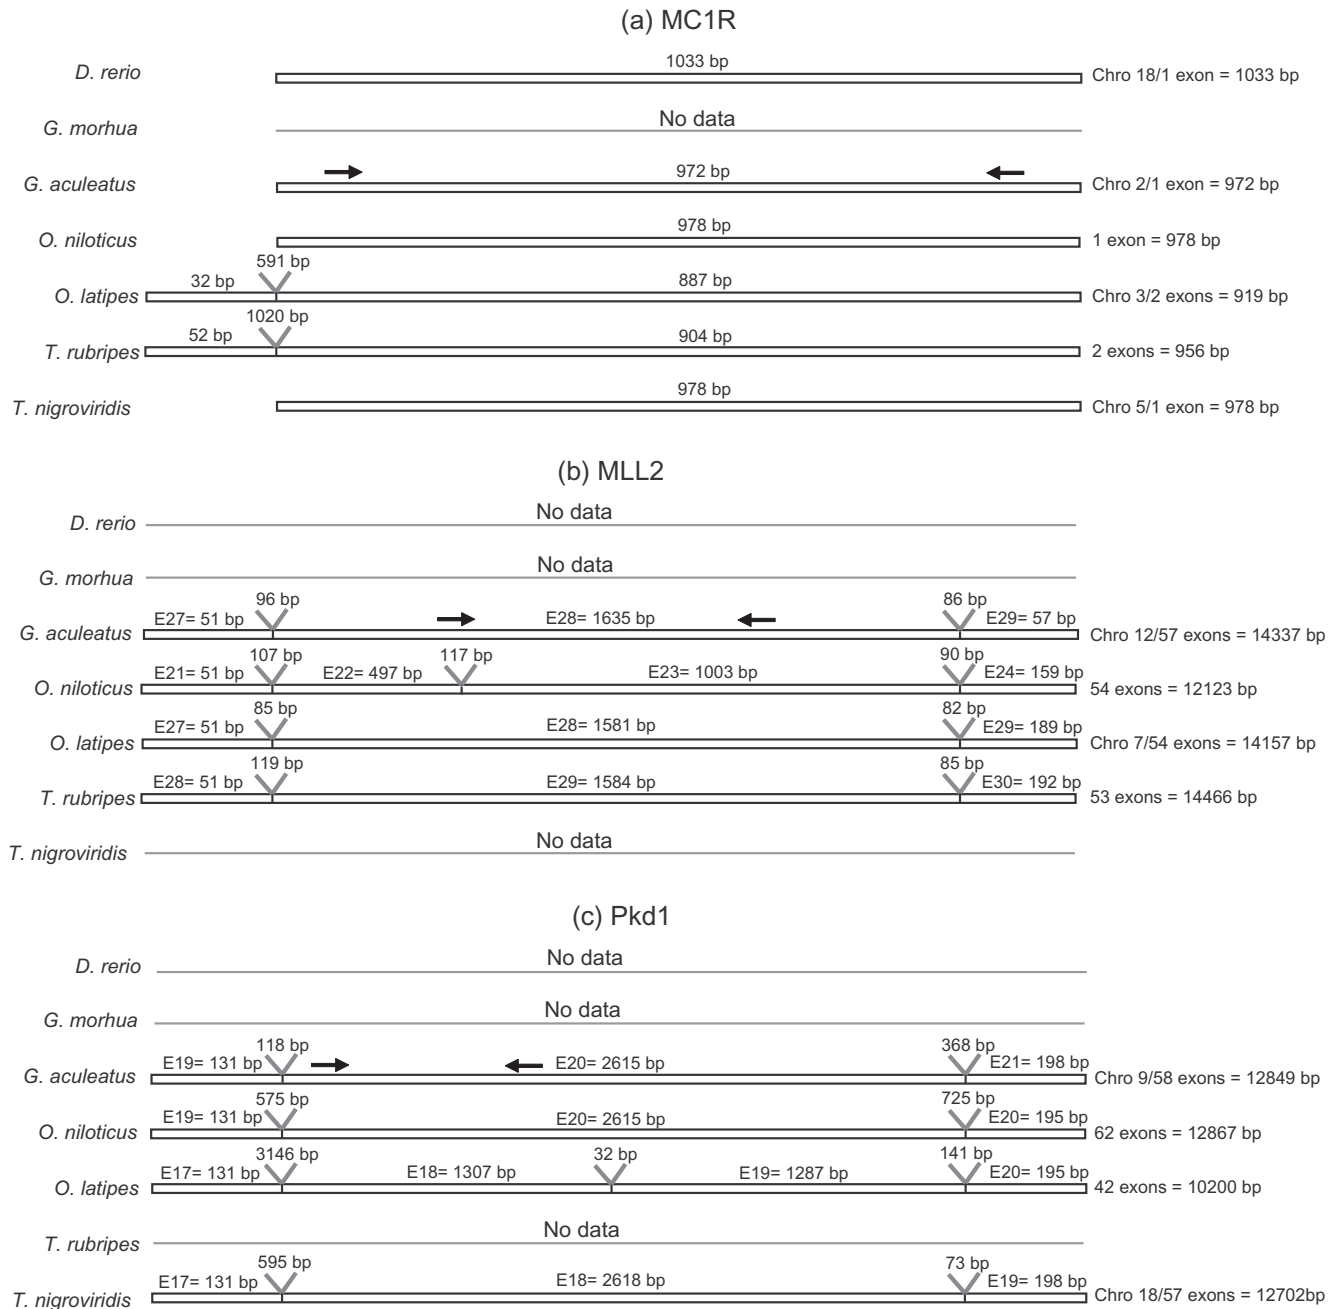 (a) MC1R
1033 bp
D. rerio
Chro 18/1 exon = 1033 bp
No data
G. morhua
972 bp
G. aculeatus
Chro 2/1 exon = 972 bp
978 bp
O. niloticus
1 exon = 978 bp
591 bp
32 bp
887 bp
O. latipes
Chro 3/2 exons = 919 bp
1020 bp
52 bp
904 bp
T. rubripes
2 exons = 956 bp
978 bp
T. nigroviridis
Chro 5/1 exon = 978 bp
(b) MLL2
No data
D. rerio
No data
G. morhua
96 bp
86 bp
E27= 51 bp
E28= 1635 bp
E29= 57 bp
G. aculeatus
Chro 12/57 exons = 14337 bp
107 bp
117 bp
90 bp
E21= 51 bp
E22= 497 bp
E23= 1003 bp
E24= 159 bp
O. niloticus
54 exons = 12123 bp
85 bp
82 bp
E27= 51 bp
E28= 1581 bp
E29= 189 bp
O. latipes
Chro 7/54 exons = 14157 bp
119 bp
85 bp
E28= 51 bp
E29= 1584 bp
E30= 192 bp
T. rubripes
53 exons = 14466 bp
No data
T. nigroviridis
(c) Pkd1
No data
D. rerio
No data
G. morhua
118 bp
368 bp
E19= 131 bp
E20= 2615 bp
E21= 198 bp
G. aculeatus
Chro 9/58 exons = 12849 bp
575 bp
725 bp
E19= 131 bp
E20= 2615 bp
E20= 195 bp
O. niloticus
62 exons = 12867 bp
3146 bp
32 bp
141 bp
E17= 131 bp
E18= 1307 bp
E19= 1287 bp
E20= 195 bp
O. latipes
42 exons = 10200 bp
No data
T. rubripes
595 bp
73 bp
E17= 131 bp
E18= 2618 bp
E19= 198 bp
T. nigroviridis
Chro 18/57 exons = 12702bp